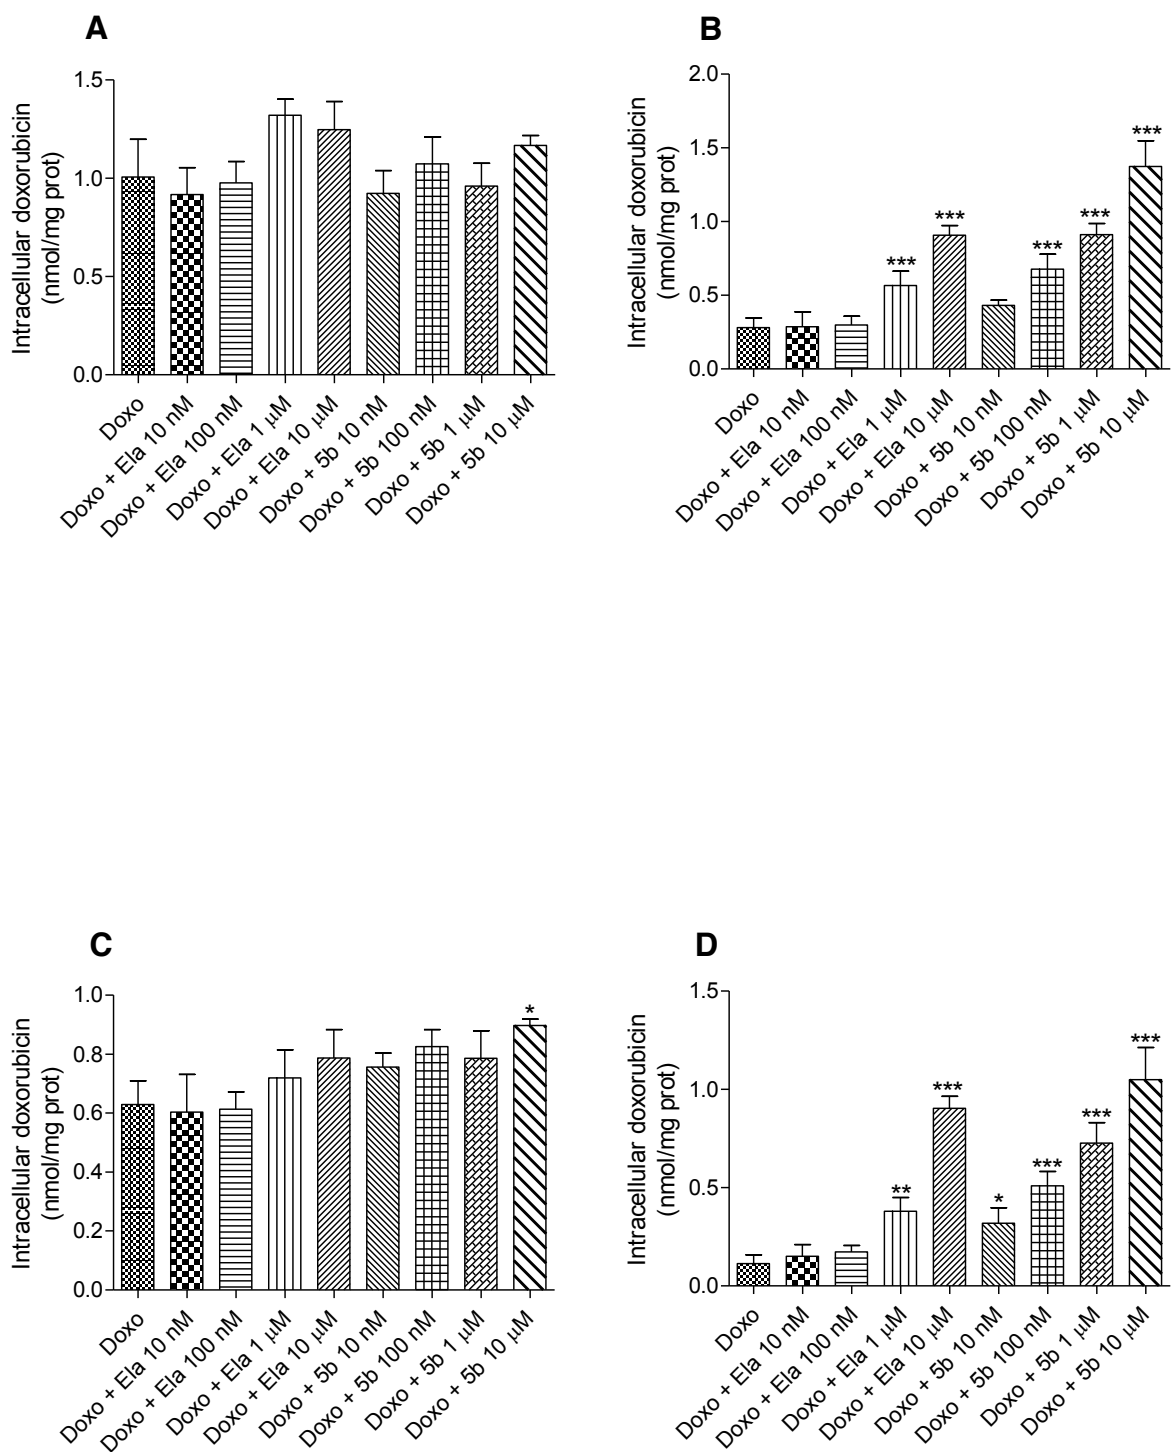 A
Intracellular doxorubicin
(nmol/mg prot)
1.5
1.0
0.5
0.0
Doxo
Doxo + Ela 10 nM
Doxo + Ela 100 nM
Doxo + Ela 1 μM
Doxo + Ela 10 μM
Doxo + 5b 10 nM
Doxo + 5b 100 nM
Doxo + 5b 1 μM
Doxo + 5b 10 μM
B
Intracellular doxorubicin
(nmol/mg prot)
2.0
1.5
1.0
0.5
0.0
***
***
***
***
***
Doxo
Doxo + Ela 10 nM
Doxo + Ela 100 nM
Doxo + Ela 1 μM
Doxo + Ela 10 μM
Doxo + 5b 10 nM
Doxo + 5b 100 nM
Doxo + 5b 1 μM
Doxo + 5b 10 μM
C
Intracellular doxorubicin
(nmol/mg prot)
1.0
0.8
0.6
0.4
0.2
0.0
*
Doxo
Doxo + Ela 10 nM
Doxo + Ela 100 nM
Doxo + Ela 1 μM
Doxo + Ela 10 μM
Doxo + 5b 10 nM
Doxo + 5b 100 nM
Doxo + 5b 1 μM
Doxo + 5b 10 μM
D
Intracellular doxorubicin
(nmol/mg prot)
1.5
1.0
0.5
0.0
**
***
*
***
***
***
Doxo
Doxo + Ela 10 nM
Doxo + Ela 100 nM
Doxo + Ela 1 μM
Doxo + Ela 10 μM
Doxo + 5b 10 nM
Doxo + 5b 100 nM
Doxo + 5b 1 μM
Doxo + 5b 10 μM